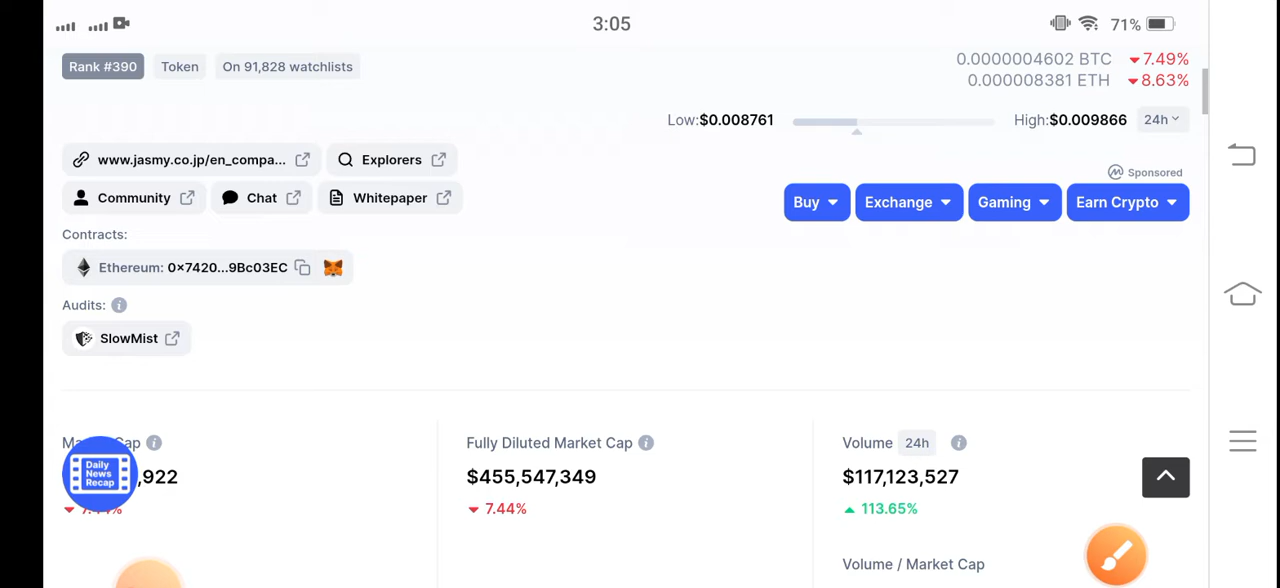 3:05
71%
Rank #390 Token On 91,828 watchlists
0.0000004602 BTC 7.49%
0.000008381 ETH 8.63%
Low:$0.008761 High:$0.009866 24h
www.jasmy.co.jp/en_compa... Explorers
Sponsored
Community Chat Whitepaper
Buy Exchange Gaming Earn Crypto
Contracts:
Ethereum: 0x7420...9Bc03EC
Audits:
SlowMist
Cap Fully Diluted Market Cap Volume 24h
Daily
News
Recap
,922 $455,547,349 $117,123,527
7.44% 113.65%
Volume / Market Cap